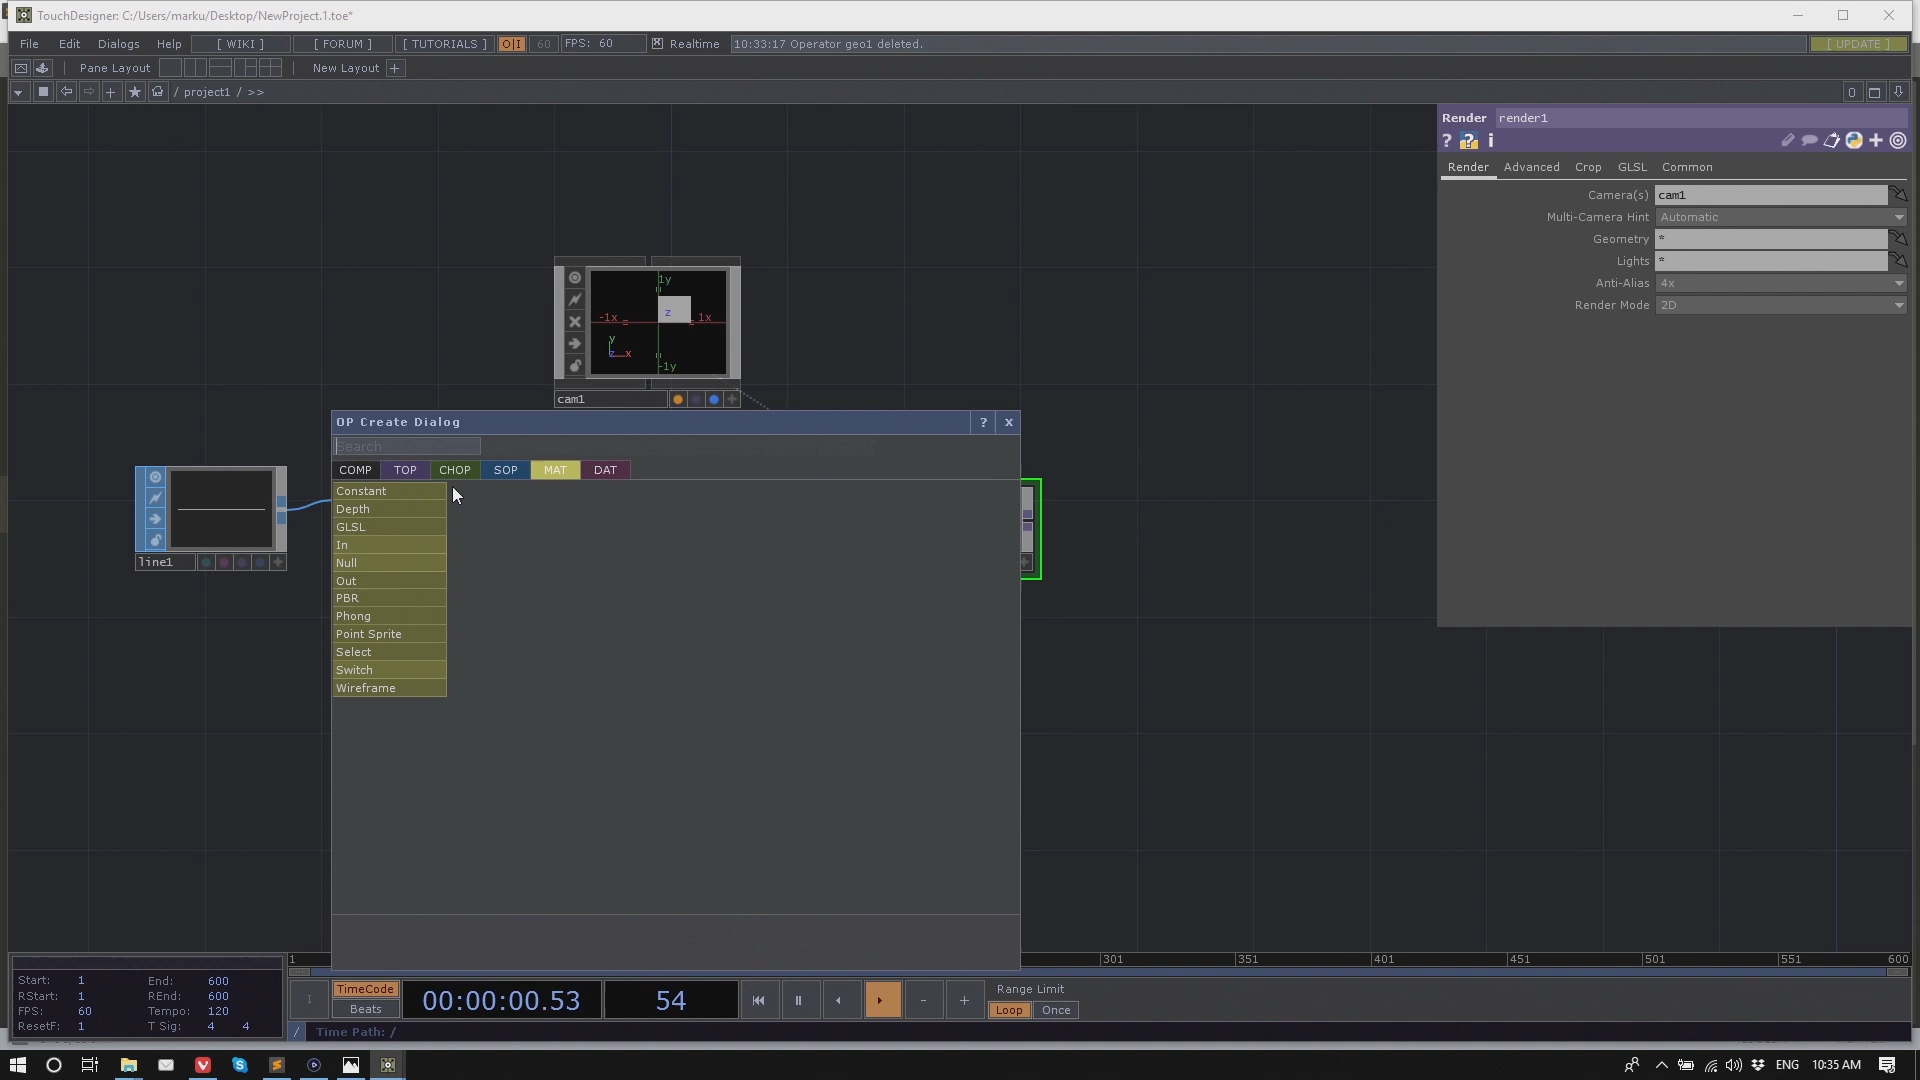 TouchDesigner: C:/Users/marku/Desktop/NewProject.1.toe*
File Edit Dialogs Help [ WIKI ] [ FORUM ] [ TUTORIALS ] O|I 60 FPS: 60 Realtime 10:33:17 Operator geo1 deleted. [ UPDATE ]
Pane Layout New Layout +
/ project1 / >> 0
Render render1
? ? i
Render Advanced Crop GLSL Common
Camera(s) cam1
Multi-Camera Hint Automatic
Geometry *
Lights *
Anti-Alias 4x
Render Mode 2D
1y
-1x z 1x
y
z x
-1y
cam1
OP Create Dialog ? x
Search
COMP TOP CHOP SOP MAT DAT
Constant
Depth
GLSL
In
Null
Out
PBR
Phong
Point Sprite
Select
Switch
Wireframe
line1
1 301 351 401 451 501 551 600
Start: 1 End: 600
RStart: 1 REnd: 600
FPS: 60 Tempo: 120
ResetF: 1 T Sig: 4 4
TimeCode
Beats
00:00:00.53 54
Range Limit
Loop Once
/ Time Path: /
ENG 10:35 AM